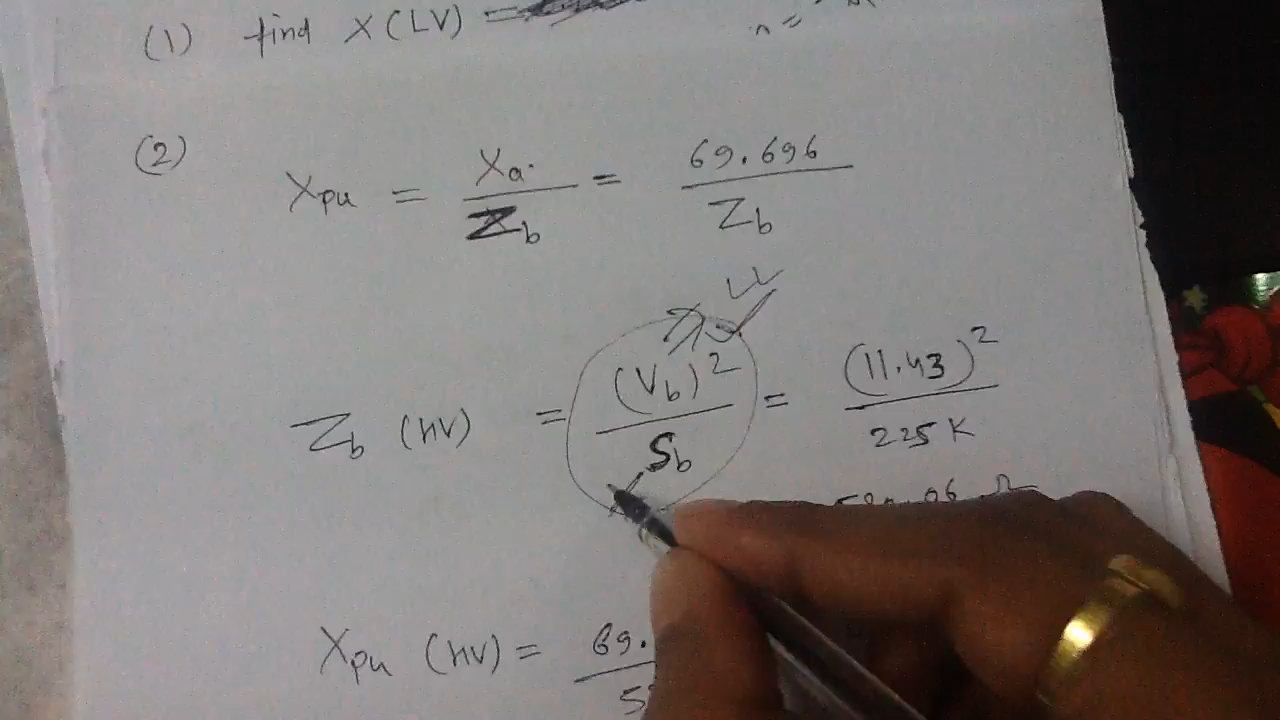 (1) find X(LV) =
n =
(2)
Xpu = Xa / Zb = 69.696 / Zb
LV
Zb (HV) = (Vb)² / Sb = (11.43)² / 225K
Xpu (HV) = 69.